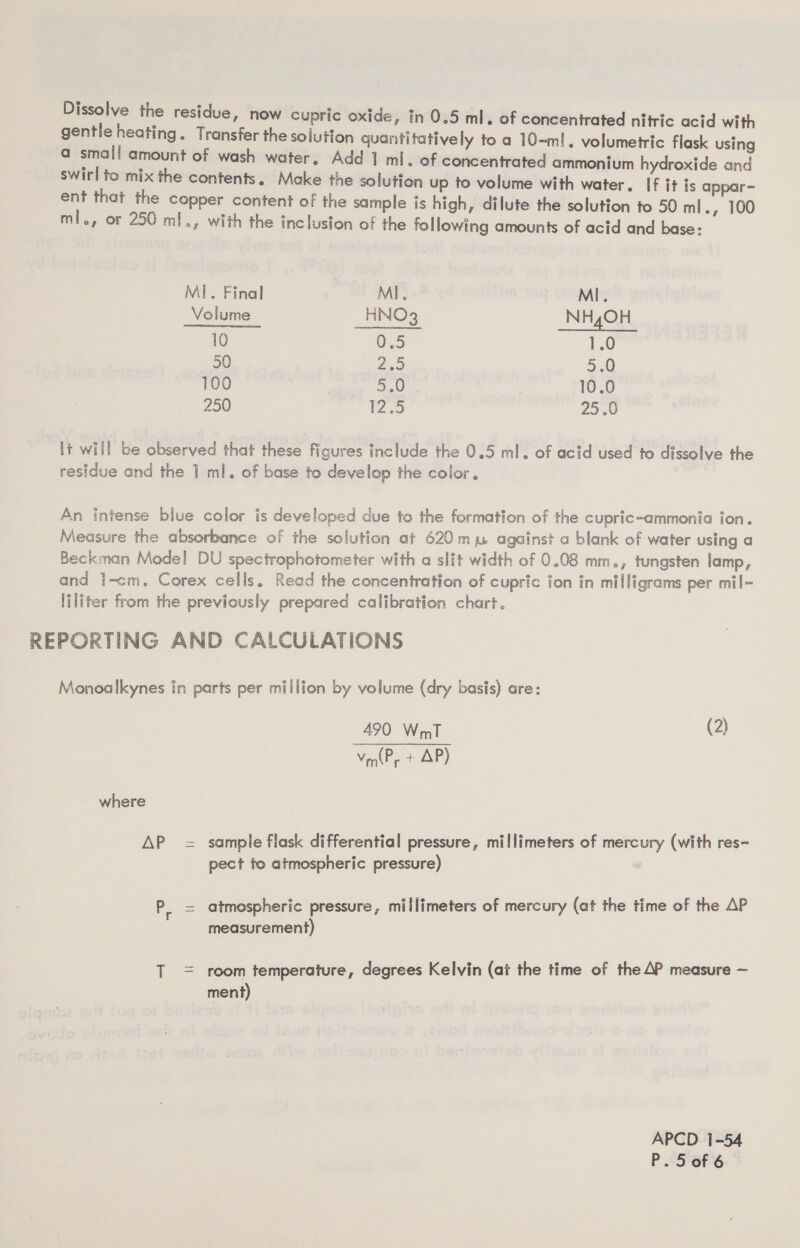 Dissolve the residue, now cupric oxide, in 0.5 ml. of concentrated nitric acid with
gentle heating. Transfer the solution quantitatively to a 10-ml. volumetric flask using
a small amount of wash water. Add 1 ml. of concentrated ammonium hydroxide and
swirl to mix the contents. Make the solution up to volume with water. If it is appar-
ent that the copper content of the sample is high, dilute the solution to 50 ml., 100
ml., or 250 ml., with the inclusion of the following amounts of acid and base:
Ml. Final Ml. Ml.
Volume HNO3 NH4OH
10 0.5 1.0
50 2.5 5.0
100 5.0 10.0
250 12.5 25.0
It will be observed that these figures include the 0.5 ml. of acid used to dissolve the
residue and the 1 ml. of base to develop the color.
An intense blue color is developed due to the formation of the cupric-ammonia ion.
Measure the absorbance of the solution at 620 mμ against a blank of water using a
Beckman Model DU spectrophotometer with a slit width of 0.08 mm., tungsten lamp,
and 1-cm. Corex cells. Read the concentration of cupric ion in milligrams per mil-
liliter from the previously prepared calibration chart.
REPORTING AND CALCULATIONS
Monoalkynes in parts per million by volume (dry basis) are:
490 WmT (2)
vm(Pr + ΔP)
where
ΔP = sample flask differential pressure, millimeters of mercury (with res-
pect to atmospheric pressure)
Pr = atmospheric pressure, millimeters of mercury (at the time of the ΔP
measurement)
T = room temperature, degrees Kelvin (at the time of the ΔP measure –
ment)
APCD 1-54
P. 5 of 6